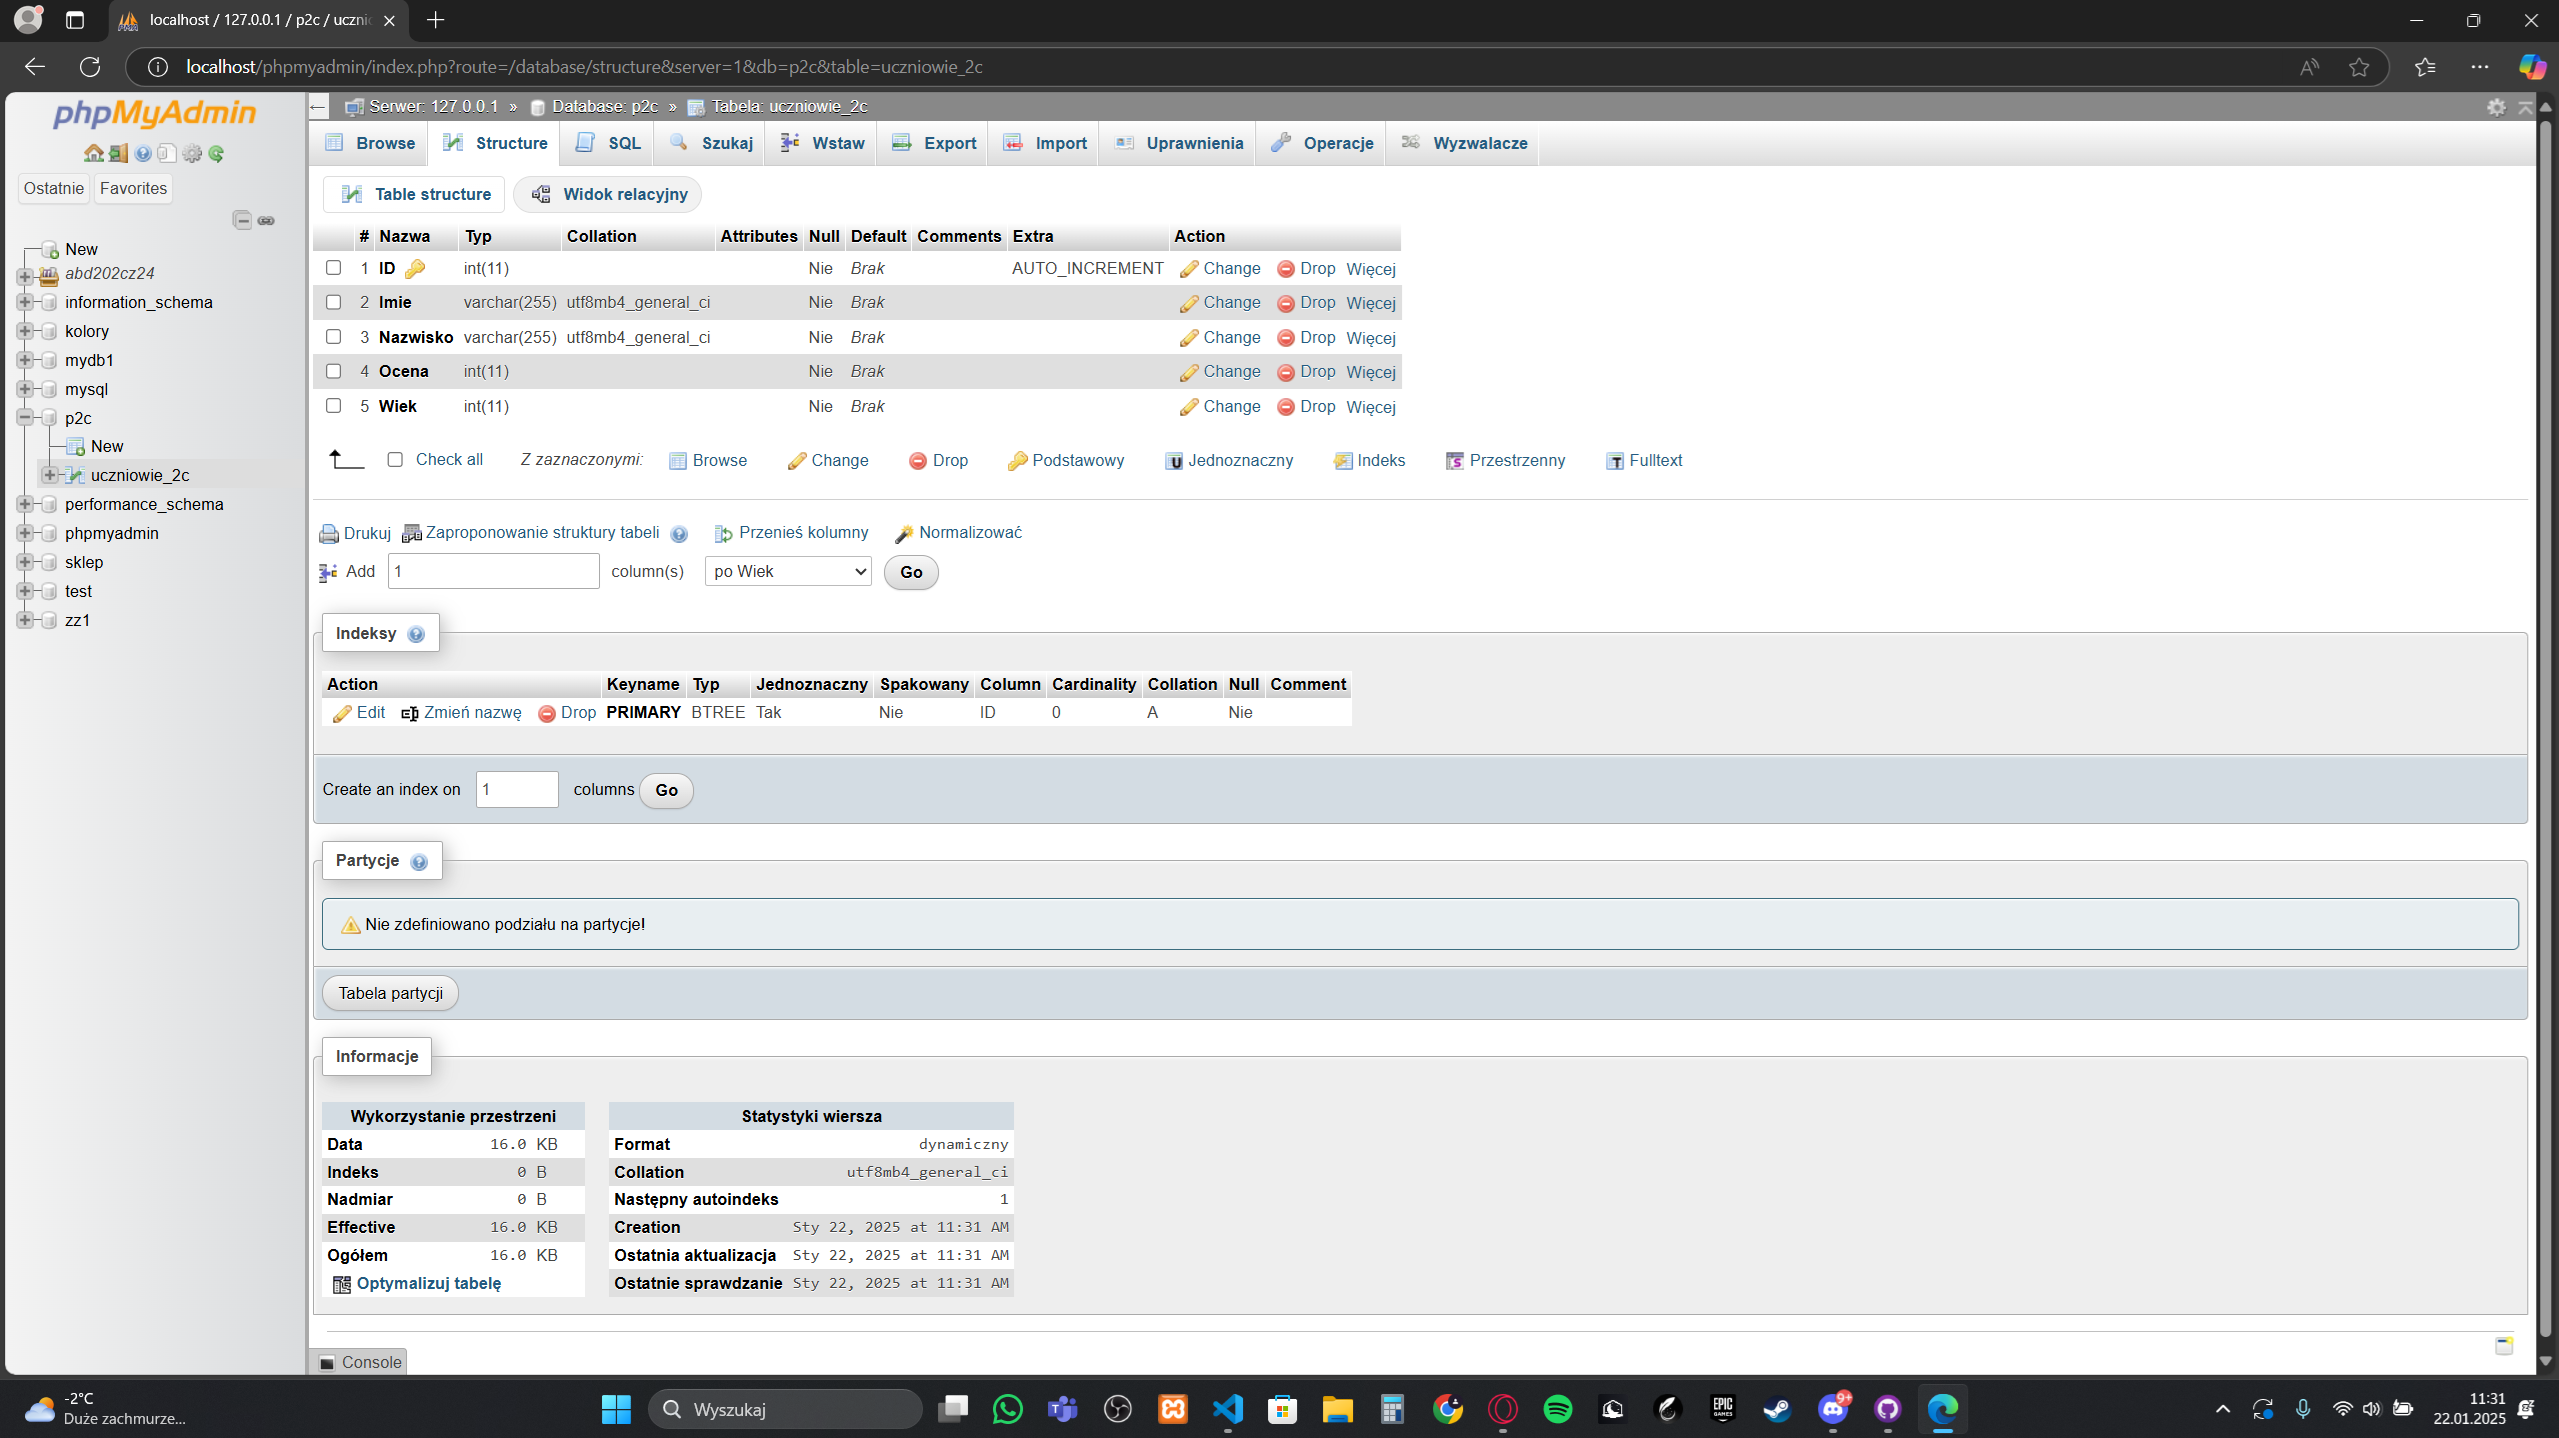 localhost / 127.0.0.1 / p2c / uczni
localhost/phpmyadmin/index.php?route=/database/structure&server=1&db=p2c&table=uczniowie_2c
phpMyAdmin
Ostatnie Favorites
New
abd202cz24
information_schema
kolory
mydb1
mysql
p2c
New
uczniowie_2c
performance_schema
phpmyadmin
sklep
test
zz1
Serwer: 127.0.0.1 » Database: p2c » Tabela: uczniowie_2c
Browse Structure SQL Szukaj Wstaw Export Import Uprawnienia Operacje Wyzwalacze
Table structure Widok relacyjny
# Nazwa Typ Collation Attributes Null Default Comments Extra Action
1 ID int(11) Nie Brak AUTO_INCREMENT Change Drop Więcej
2 Imie varchar(255) utf8mb4_general_ci Nie Brak Change Drop Więcej
3 Nazwisko varchar(255) utf8mb4_general_ci Nie Brak Change Drop Więcej
4 Ocena int(11) Nie Brak Change Drop Więcej
5 Wiek int(11) Nie Brak Change Drop Więcej
Check all Z zaznaczonymi: Browse Change Drop Podstawowy Jednoznaczny Indeks Przestrzenny Fulltext
Drukuj Zaproponowanie struktury tabeli Przenieś kolumny Normalizować
Add 1 column(s) po Wiek Go
Indeksy
Action Keyname Typ Jednoznaczny Spakowany Column Cardinality Collation Null Comment
Edit Zmień nazwę Drop PRIMARY BTREE Tak Nie ID 0 A Nie
Create an index on 1 columns Go
Partycje
Nie zdefiniowano podziału na partycje!
Tabela partycji
Informacje
Wykorzystanie przestrzeni
Data 16.0 KB
Indeks 0 B
Nadmiar 0 B
Effective 16.0 KB
Ogółem 16.0 KB
Optymalizuj tabelę
Statystyki wiersza
Format dynamiczny
Collation utf8mb4_general_ci
Następny autoindeks 1
Creation Sty 22, 2025 at 11:31 AM
Ostatnia aktualizacja Sty 22, 2025 at 11:31 AM
Ostatnie sprawdzanie Sty 22, 2025 at 11:31 AM
Console
-2°C
Duże zachmurze...
Wyszukaj
EPIC GAMES
9+
11:31
22.01.2025